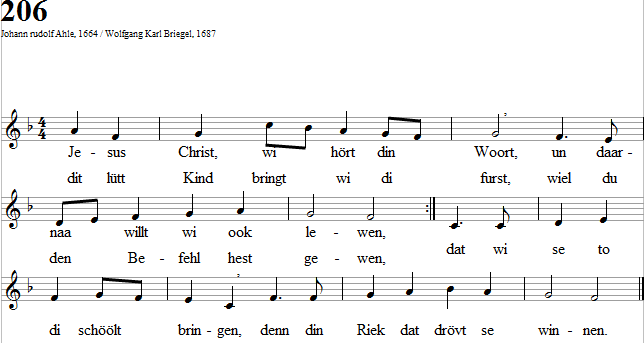 206
Johann rudolf Ahle, 1664 / Wolfgang Karl Briegel, 1687
Je - sus Christ, wi hört din Woort, un daar-
dit lütt Kind bringt wi di furst, wiel du
naa willt wi ook le - wen,
den Be - fehl hest ge - wen, dat wi se to
di schöölt brin - gen, denn din Riek dat drövt se win - nen.